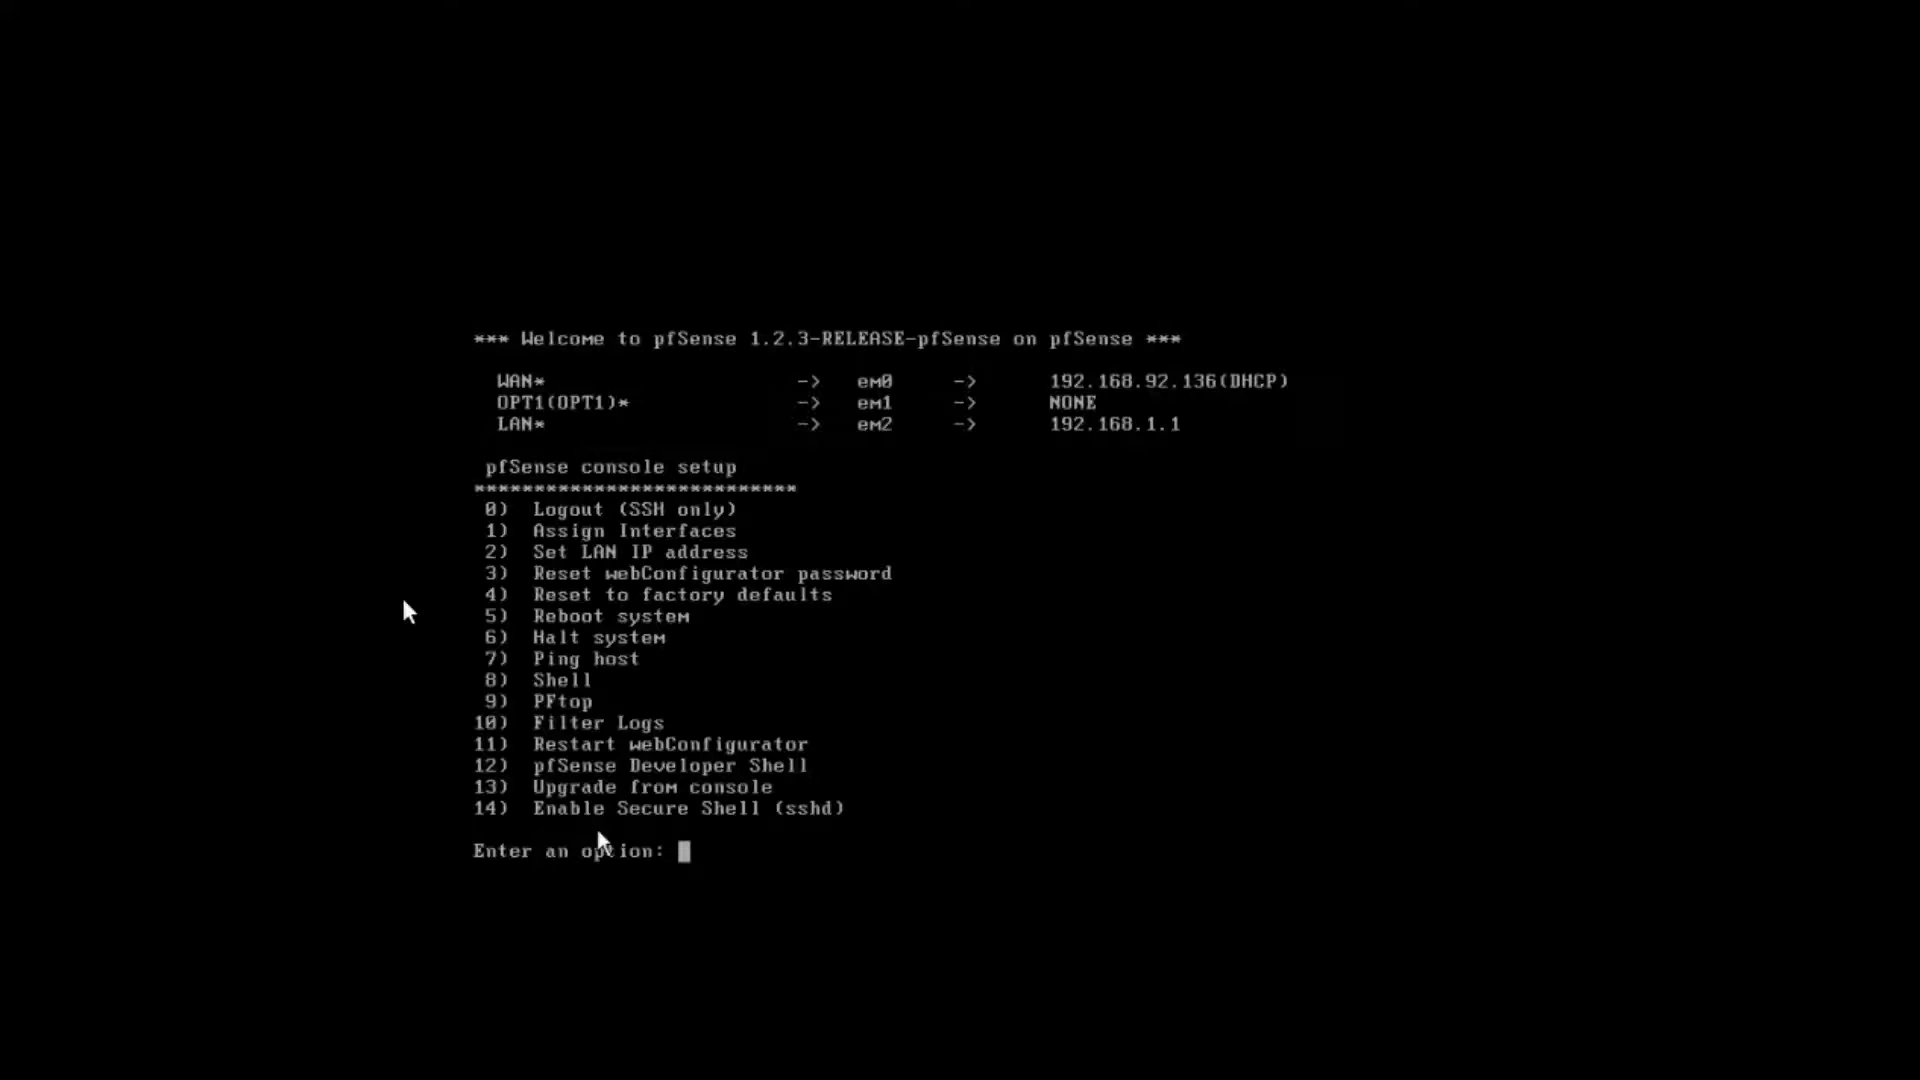 *** Welcome to pfSense 1.2.3-RELEASE-pfSense on pfSense ***
WAN* -> em0 -> 192.168.92.136(DHCP)
OPT1(OPT1)* -> em1 -> NONE
LAN* -> em2 -> 192.168.1.1
pfSense console setup
***************************
0) Logout (SSH only)
1) Assign Interfaces
2) Set LAN IP address
3) Reset webConfigurator password
4) Reset to factory defaults
5) Reboot system
6) Halt system
7) Ping host
8) Shell
9) PFtop
10) Filter Logs
11) Restart webConfigurator
12) pfSense Developer Shell
13) Upgrade from console
14) Enable Secure Shell (sshd)
Enter an option: